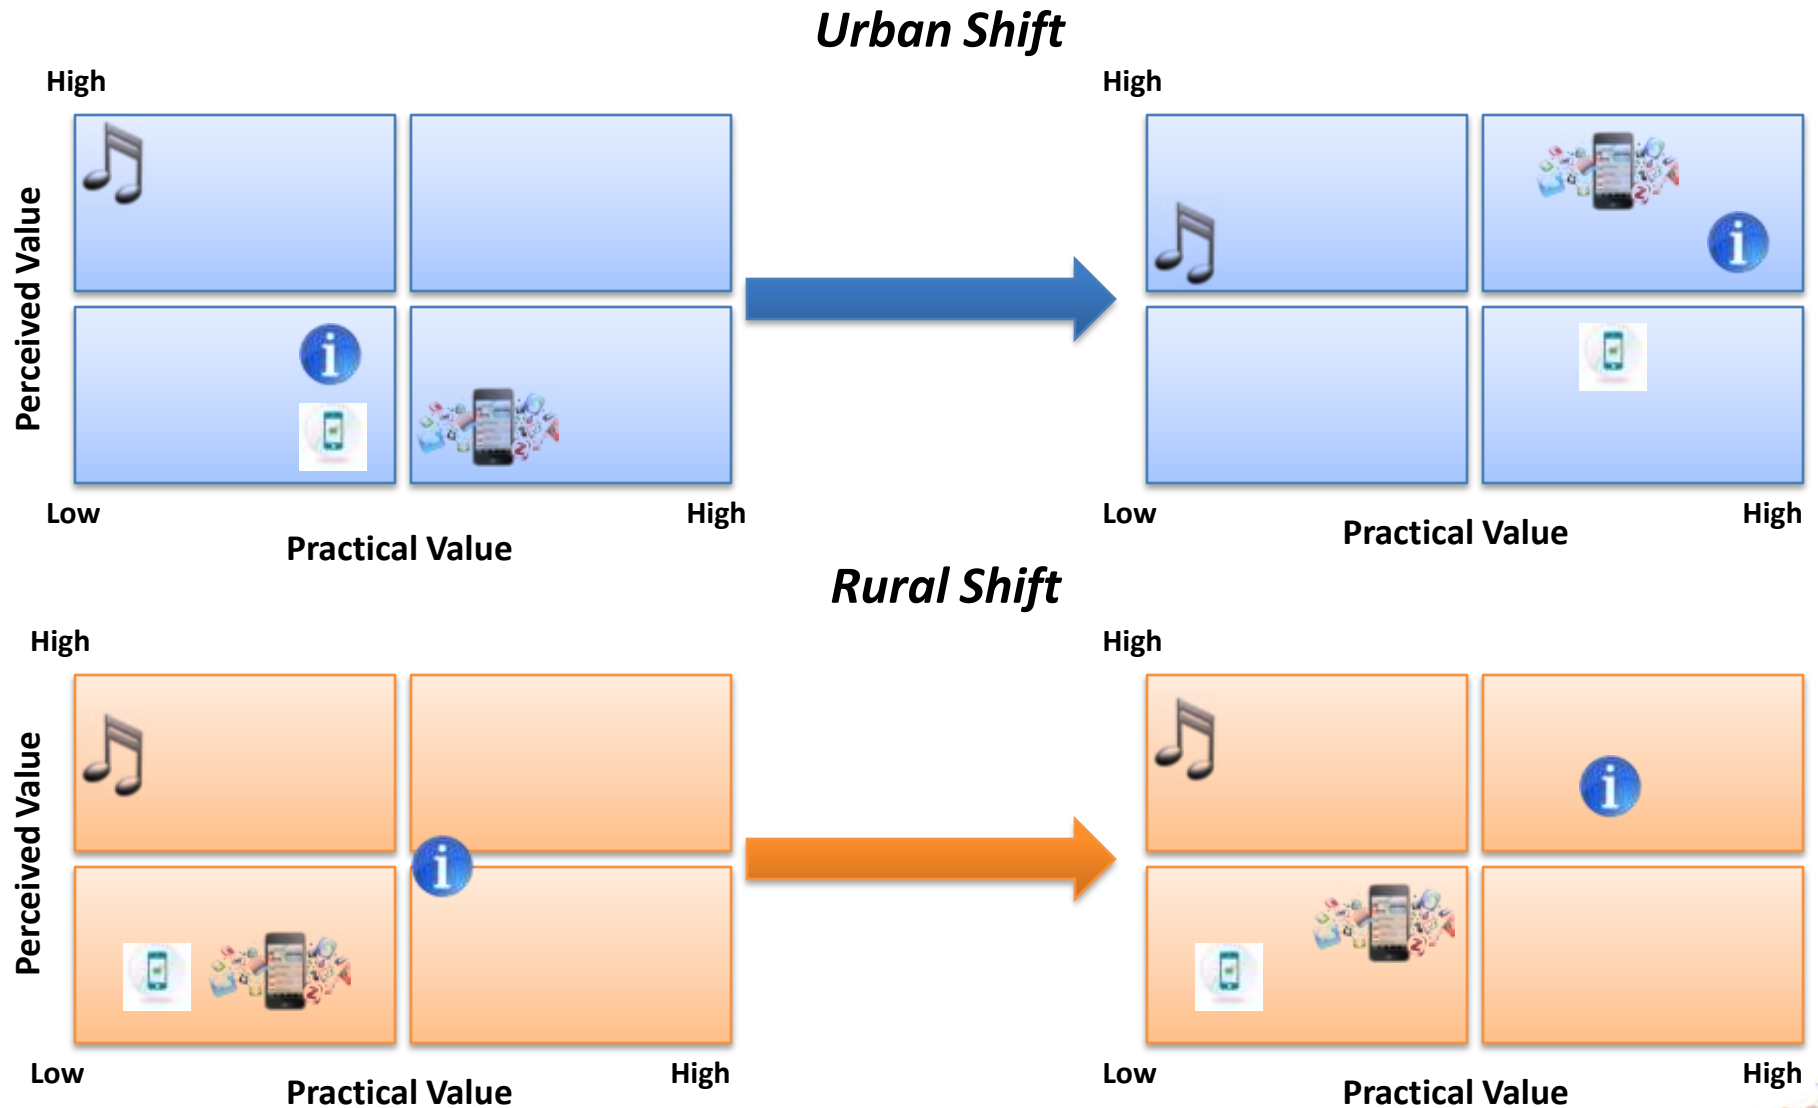 Urban Shift
High
High
Perceived Value
Low
High
Practical Value
Low
High
Practical Value
Rural Shift
High
High
Perceived Value
Low
High
Practical Value
Low
High
Practical Value